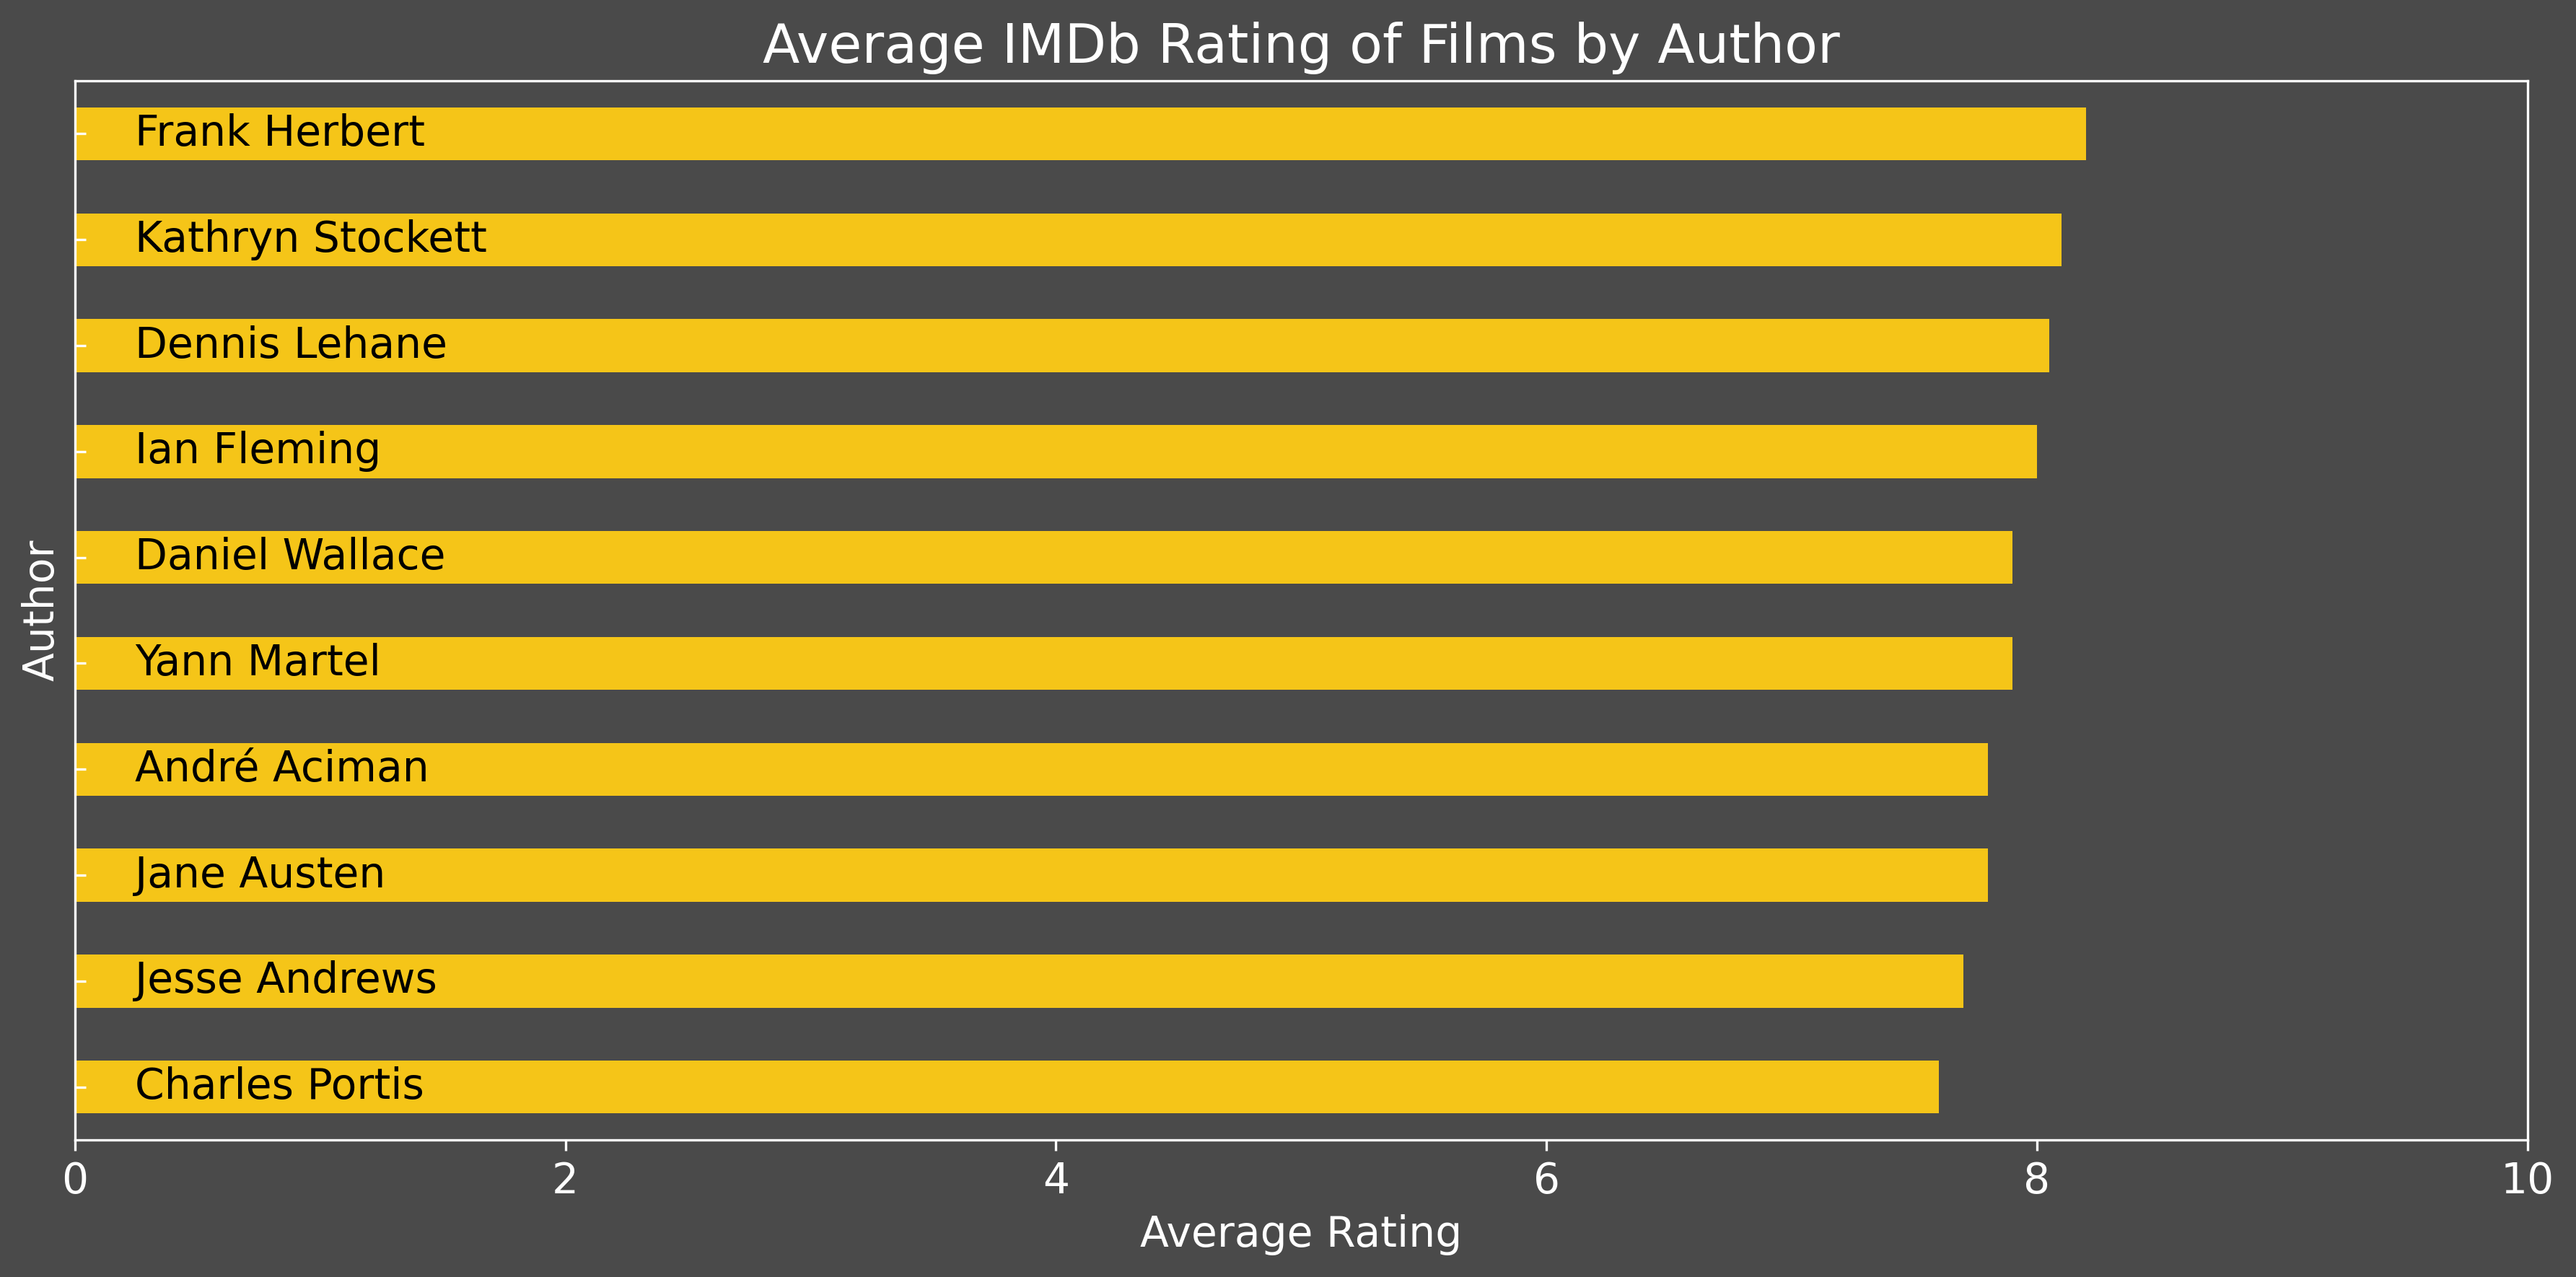 Average IMDb Rating of Films by Author
Frank Herbert
Kathryn Stockett
Dennis Lehane
Ian Fleming
Daniel Wallace
Yann Martel
André Aciman
Jane Austen
Jesse Andrews
Charles Portis
Author
0 2 4 6 8 10
Average Rating